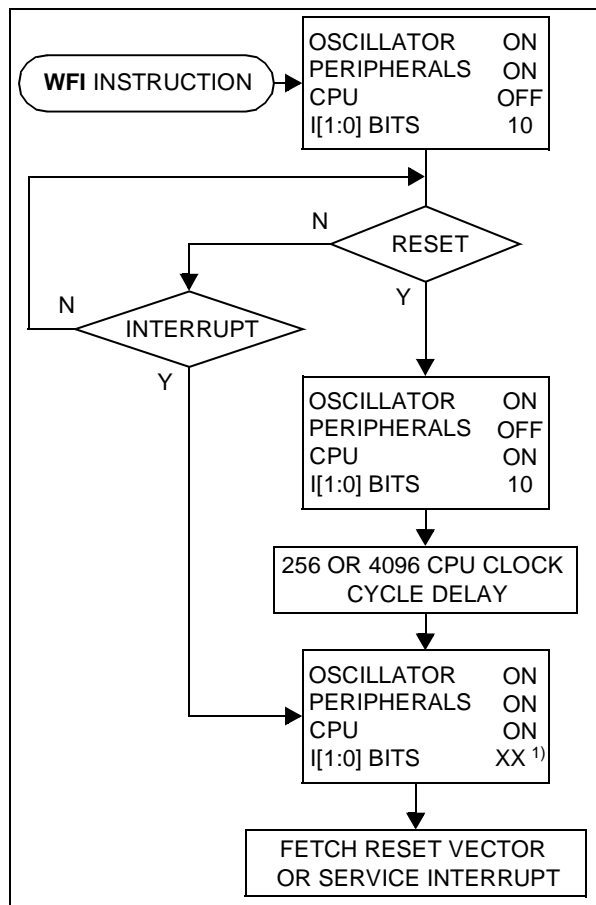 WFI INSTRUCTION
OSCILLATOR ON
PERIPHERALS ON
CPU OFF
I[1:0] BITS 10
N
RESET
Y
N
INTERRUPT
Y
OSCILLATOR ON
PERIPHERALS OFF
CPU ON
I[1:0] BITS 10
256 OR 4096 CPU CLOCK
CYCLE DELAY
OSCILLATOR ON
PERIPHERALS ON
CPU ON
I[1:0] BITS XX 1)
FETCH RESET VECTOR
OR SERVICE INTERRUPT